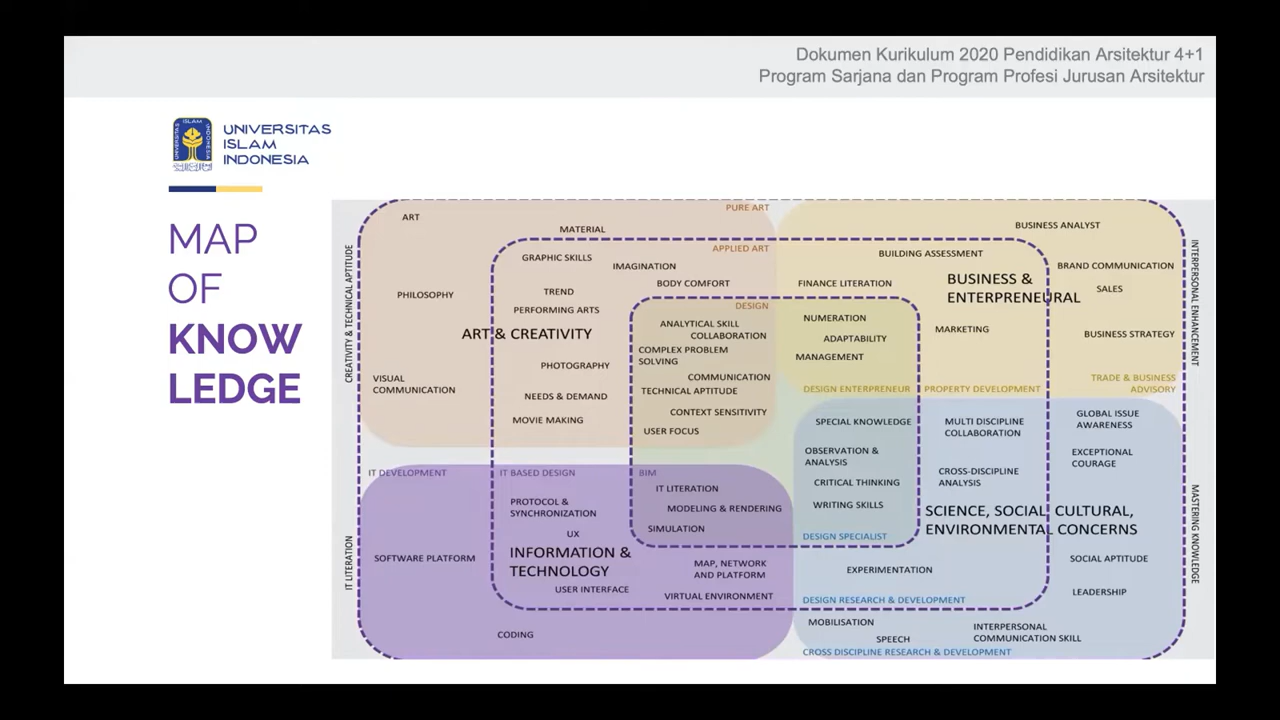 Dokumen Kurikulum 2020 Pendidikan Arsitektur 4+1
Program Sarjana dan Program Profesi Jurusan Arsitektur
ISLAM
UNIVERSITAS
INDONESIA
UNIVERSITAS
ISLAM
INDONESIA
MAP
OF
KNOW
LEDGE
CREATIVITY & TECHNICAL APTITUDE
IT LITERATION
INTERPERSONAL ENHANCEMENT
MASTERING KNOWLEDGE
ART
PURE ART
MATERIAL
APPLIED ART
GRAPHIC SKILLS
IMAGINATION
BODY COMFORT
PHILOSOPHY
TREND
PERFORMING ARTS
DESIGN
ART & CREATIVITY
ANALYTICAL SKILL
COLLABORATION
COMPLEX PROBLEM
SOLVING
PHOTOGRAPHY
COMMUNICATION
VISUAL
COMMUNICATION
TECHNICAL APTITUDE
NEEDS & DEMAND
CONTEXT SENSITIVITY
MOVIE MAKING
USER FOCUS
BUSINESS ANALYST
BUILDING ASSESSMENT
BRAND COMMUNICATION
FINANCE LITERATION
BUSINESS &
ENTERPRENEURAL
SALES
NUMERATION
MARKETING
BUSINESS STRATEGY
ADAPTABILITY
MANAGEMENT
DESIGN ENTERPRENEUR
PROPERTY DEVELOPMENT
TRADE & BUSINESS
ADVISORY
IT DEVELOPMENT
IT BASED DESIGN
BIM
IT LITERATION
PROTOCOL &
SYNCHRONIZATION
MODELING & RENDERING
UX
SIMULATION
SOFTWARE PLATFORM
INFORMATION &
TECHNOLOGY
MAP, NETWORK
AND PLATFORM
USER INTERFACE
VIRTUAL ENVIRONMENT
CODING
SPECIAL KNOWLEDGE
MULTI DISCIPLINE
COLLABORATION
GLOBAL ISSUE
AWARENESS
OBSERVATION &
ANALYSIS
EXCEPTIONAL
COURAGE
CROSS-DISCIPLINE
ANALYSIS
CRITICAL THINKING
WRITING SKILLS
SCIENCE, SOCIAL, CULTURAL,
ENVIRONMENTAL CONCERNS
DESIGN SPECIALIST
SOCIAL APTITUDE
EXPERIMENTATION
LEADERSHIP
DESIGN RESEARCH & DEVELOPMENT
MOBILISATION
INTERPERSONAL
COMMUNICATION SKILL
SPEECH
CROSS DISCIPLINE RESEARCH & DEVELOPMENT